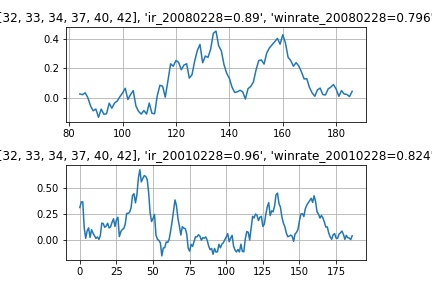 [32, 33, 34, 37, 40, 42], 'ir_20080228=0.89', 'winrate_20080228=0.796'
0.4
0.2
0.0
80 100 120 140 160 180
[32, 33, 34, 37, 40, 42], 'ir_20010228=0.96', 'winrate_20010228=0.824'
0.50
0.25
0.00
0 25 50 75 100 125 150 175